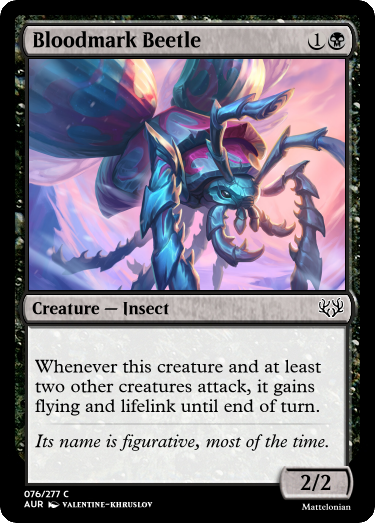 Bloodmark Beetle 1
Creature — Insect
Whenever this creature and at least
two other creatures attack, it gains
flying and lifelink until end of turn.
Its name is figurative, most of the time.
2/2
076/277 C
AUR VALENTINE-KHRUSLOV
Mattelonian